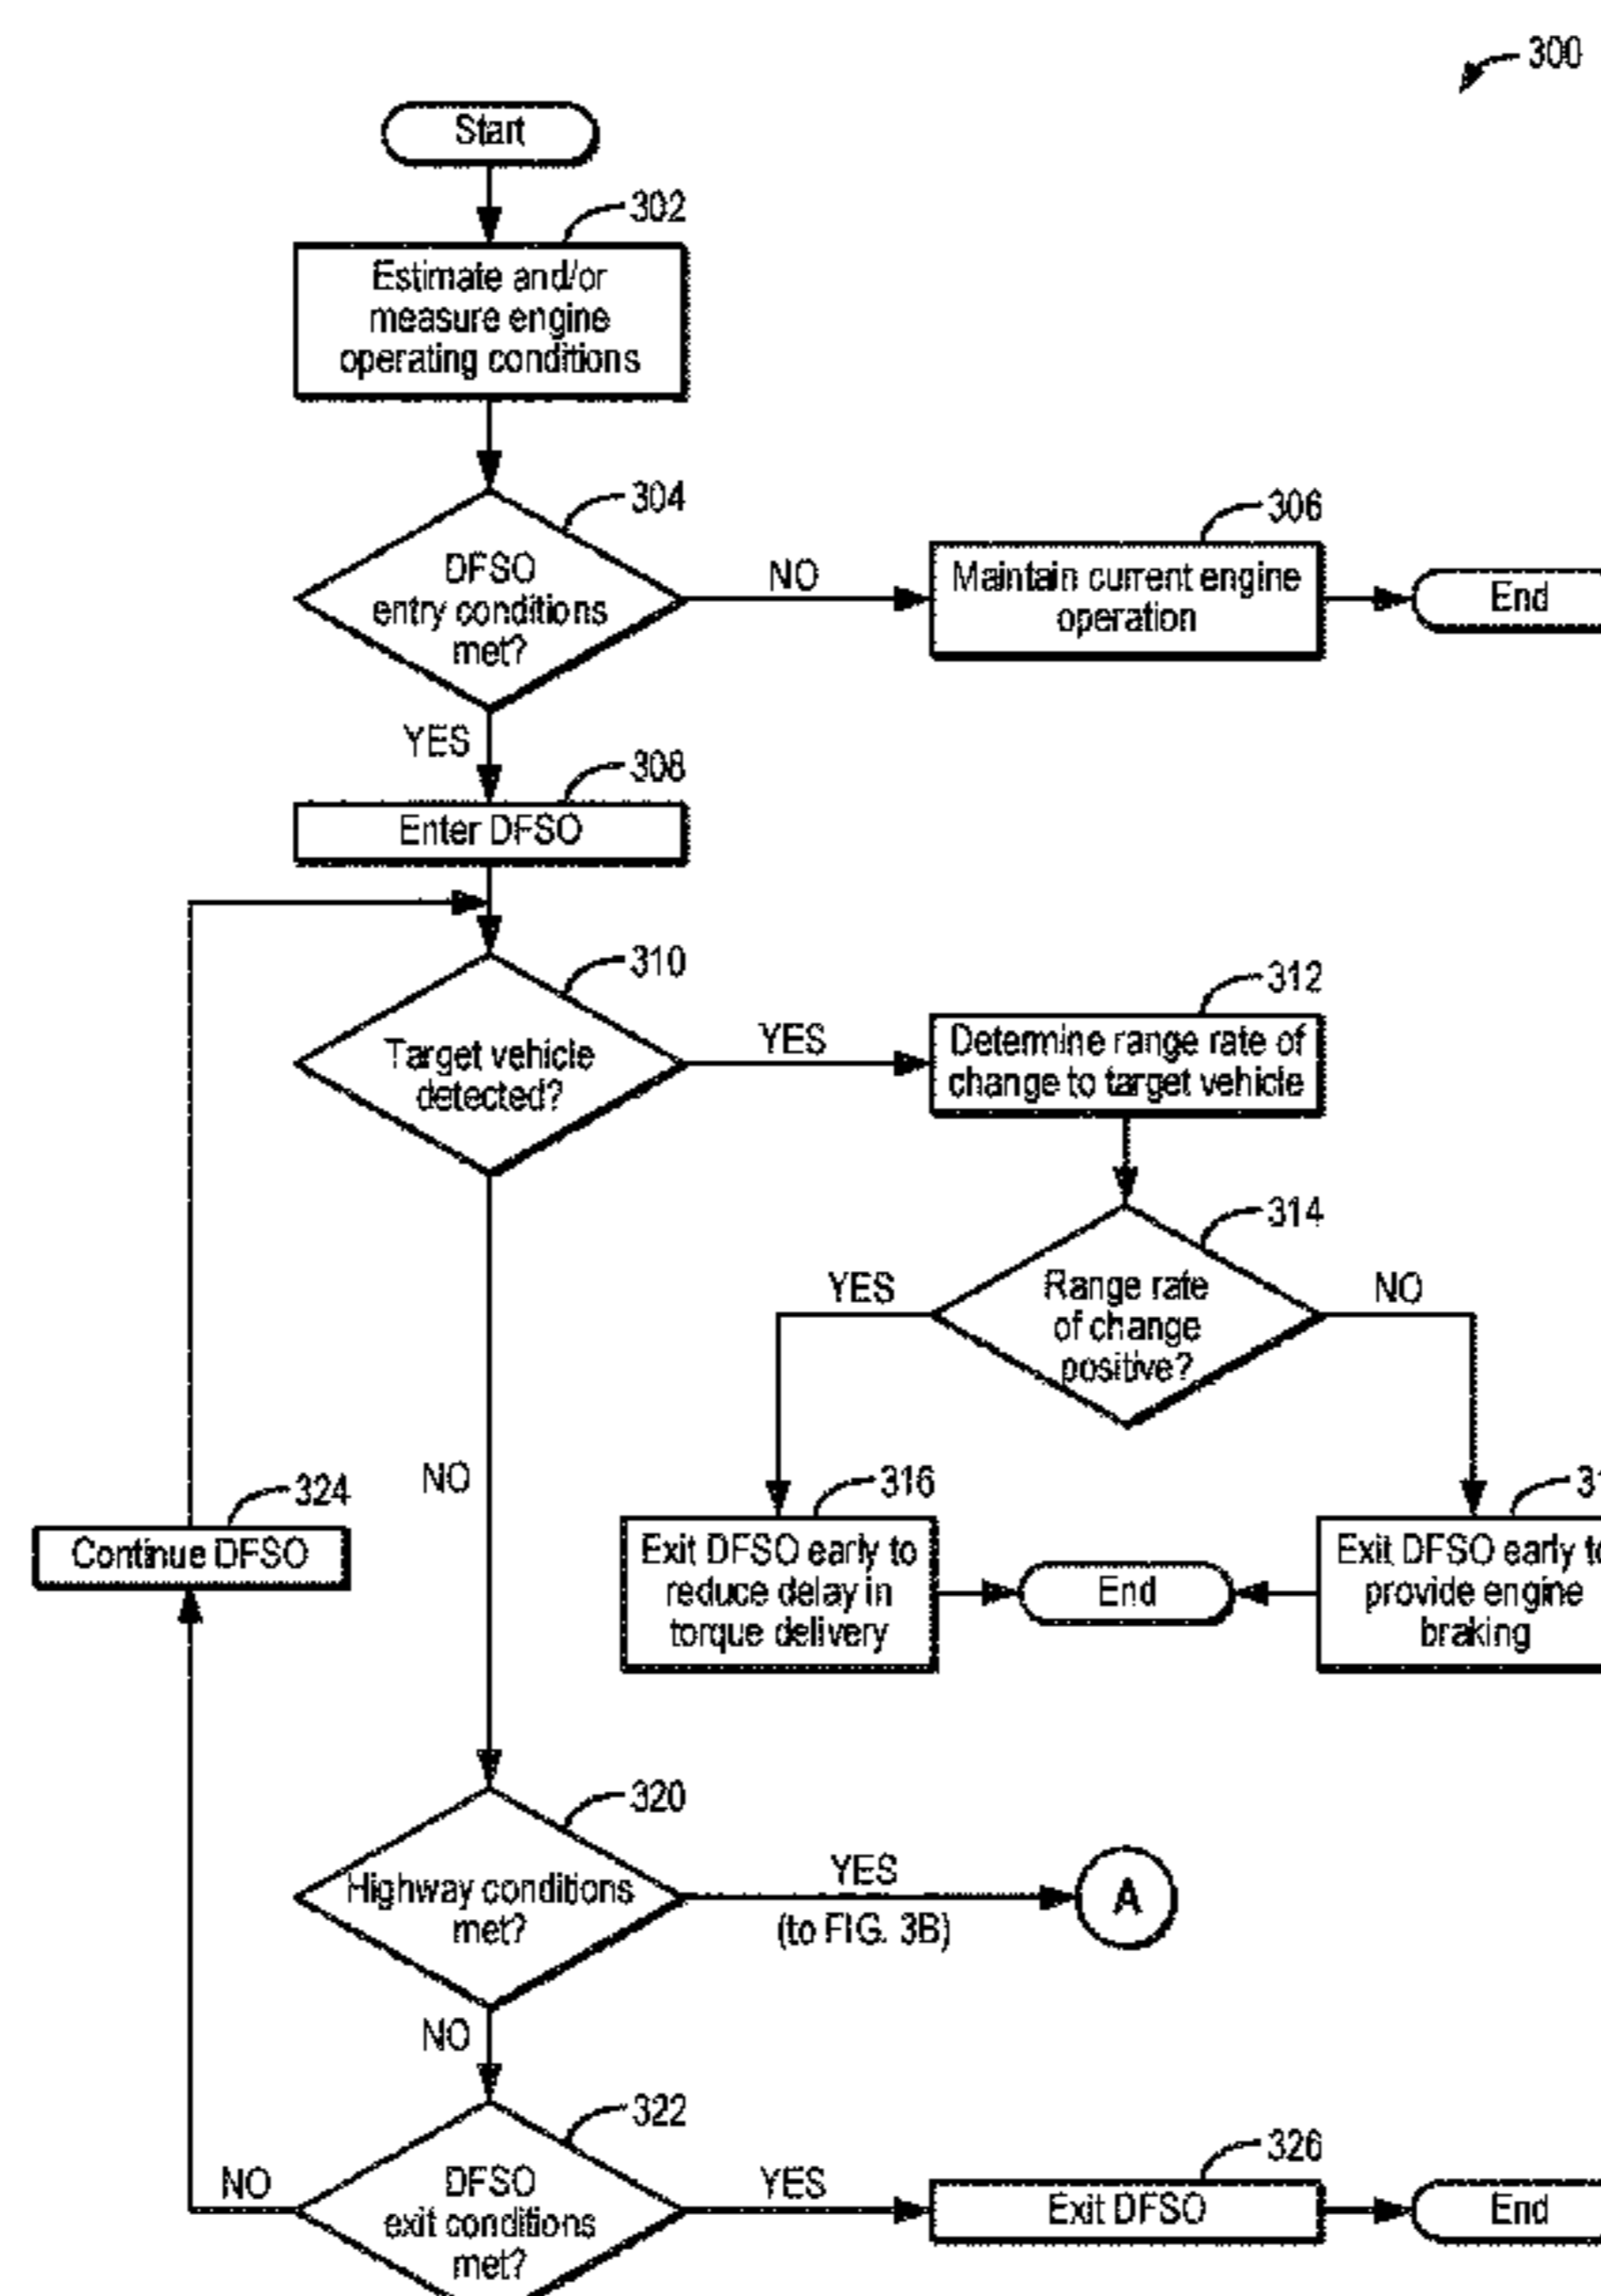 300
Start
302
Estimate and/or
measure engine
operating conditions
304
DFSO
entry conditions
met?
NO
306
Maintain current engine
operation
End
YES
308
Enter DFSO
310
Target vehicle
detected?
YES
312
Determine range rate of
change to target vehicle
314
Range rate
of change
positive?
YES
NO
NO
316
Exit DFSO early to
reduce delay in
torque delivery
End
Exit DFSO early to
provide engine
braking
324
Continue DFSO
320
Highway conditions
met?
YES
(to FIG. 3B)
A
NO
322
DFSO
exit conditions
met?
NO
YES
326
Exit DFSO
End